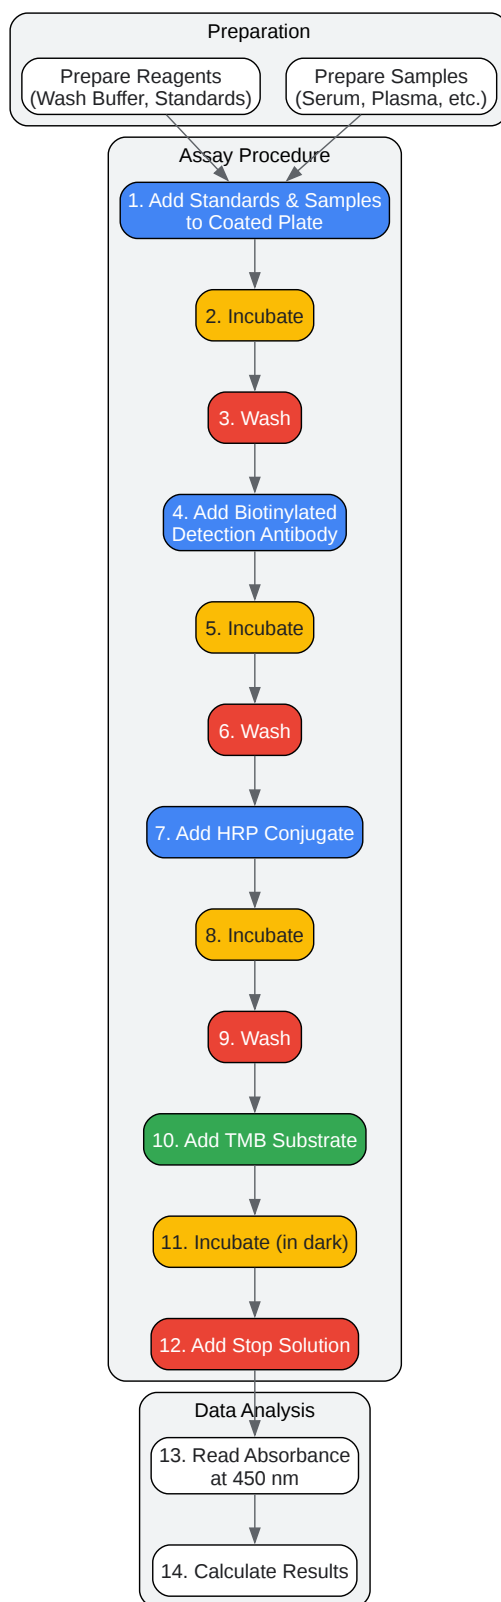 Preparation
Prepare Reagents
(Wash Buffer, Standards)
Prepare Samples
(Serum, Plasma, etc.)
Assay Procedure
1. Add Standards & Samples
to Coated Plate
2. Incubate
3. Wash
4. Add Biotinylated
Detection Antibody
5. Incubate
6. Wash
7. Add HRP Conjugate
8. Incubate
9. Wash
10. Add TMB Substrate
11. Incubate (in dark)
12. Add Stop Solution
Data Analysis
13. Read Absorbance
at 450 nm
14. Calculate Results